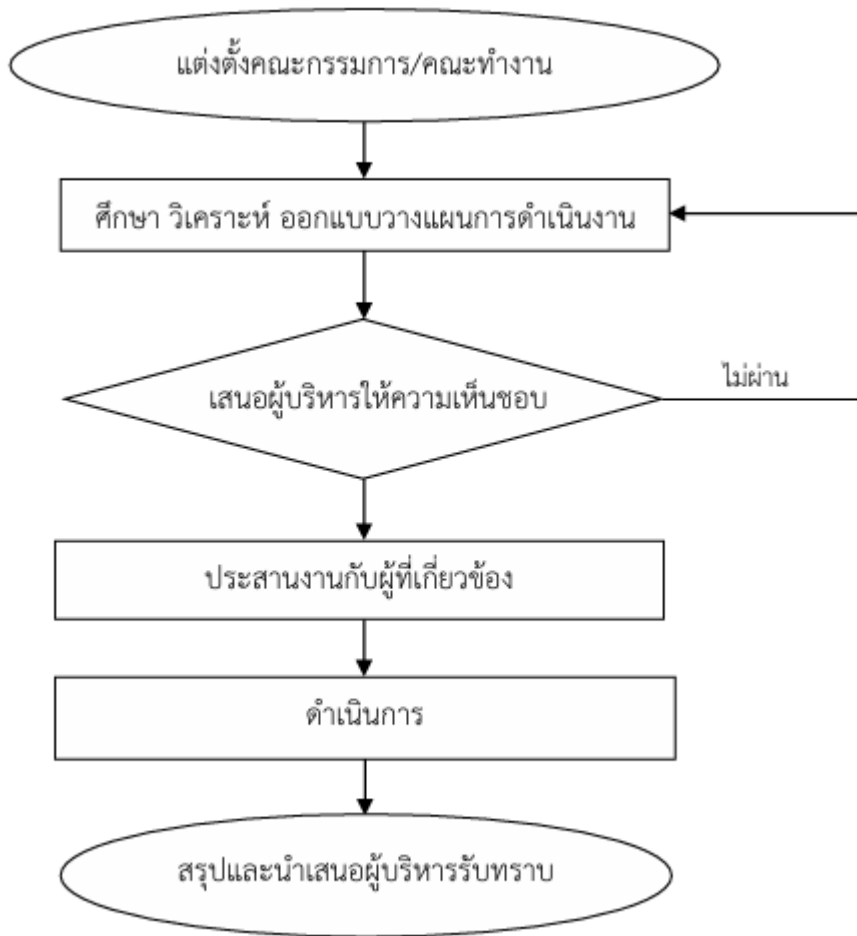 แต่งตั้งคณะกรรมการ/คณะทำงาน
ศึกษา วิเคราะห์ ออกแบบวางแผนการดำเนินงาน
เสนอผู้บริหารให้ความเห็นชอบ
ไม่ผ่าน
ประสานงานกับผู้ที่เกี่ยวข้อง
ดำเนินการ
สรุปและนำเสนอผู้บริหารรับทราบ